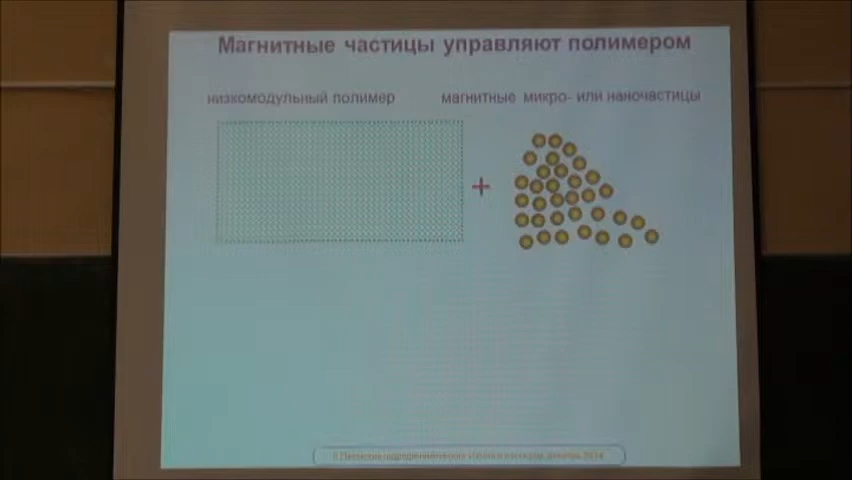 Магнитные частицы управляют полимером
низкомодульный полимер
магнитные микро- или наночастицы
+